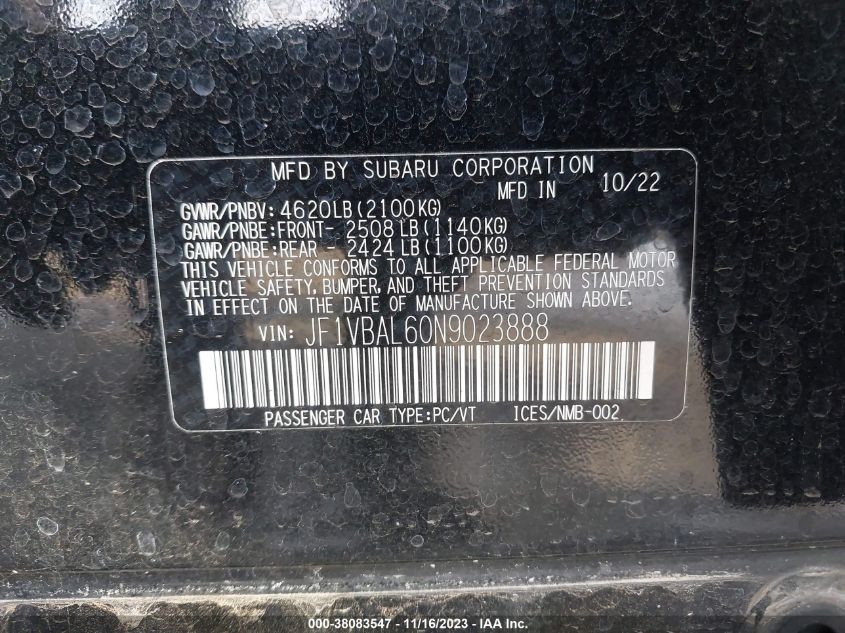 MFD BY SUBARU CORPORATION
MFD IN 10/22
GVWR/PNBV: 4620LB(2100KG)
GAWR/PNBE:FRONT- 2508LB(1140KG)
GAWR/PNBE:REAR - 2424LB(1100KG)
THIS VEHICLE CONFORMS TO ALL APPLICABLE FEDERAL MOTOR
VEHICLE SAFETY, BUMPER, AND THEFT PREVENTION STANDARDS
IN EFFECT ON THE DATE OF MANUFACTURE SHOWN ABOVE.
VIN: JF1VBAL60N9023888
PASSENGER CAR TYPE:PC/VT ICES/NMB-002
000-38083547 - 11/16/2023 - IAA Inc.